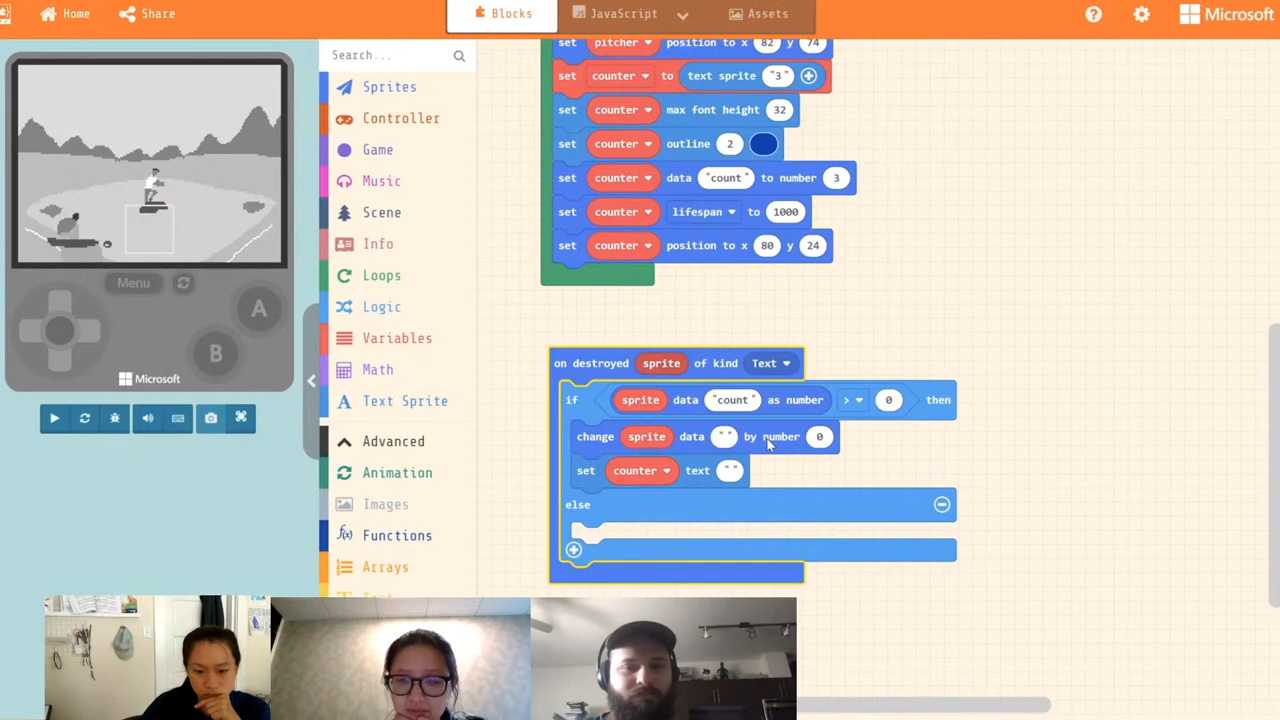 Home
Share
Blocks
JavaScript
Assets
Microsoft
Search...
Sprites
Controller
Game
Music
Scene
Info
Loops
Logic
Variables
Math
Text Sprite
Advanced
Animation
Images
Functions
Arrays
Menu
A
B
Microsoft
set pitcher position to x 82 y 74
set counter to text sprite "3"
set counter max font height 32
set counter outline 2
set counter data "count" to number 3
set counter lifespan to 1000
set counter position to x 80 y 24
on destroyed sprite of kind Text
if sprite data "count" as number > 0 then
change sprite data " " by number 0
set counter text " "
else